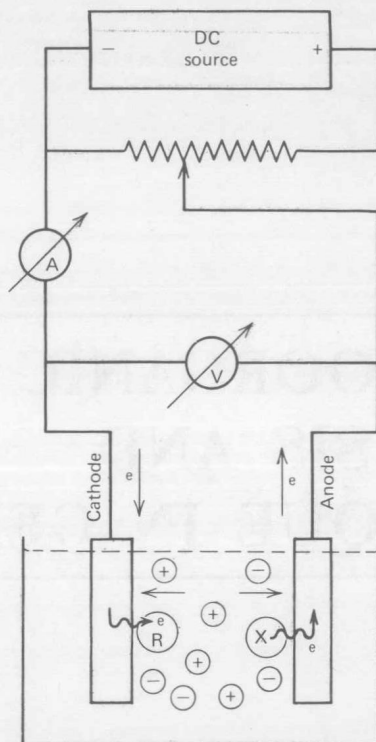 − DC +
source
A
V
e
e
Cathode
Anode
+ −
e
R + X
e
+
− + −
− +